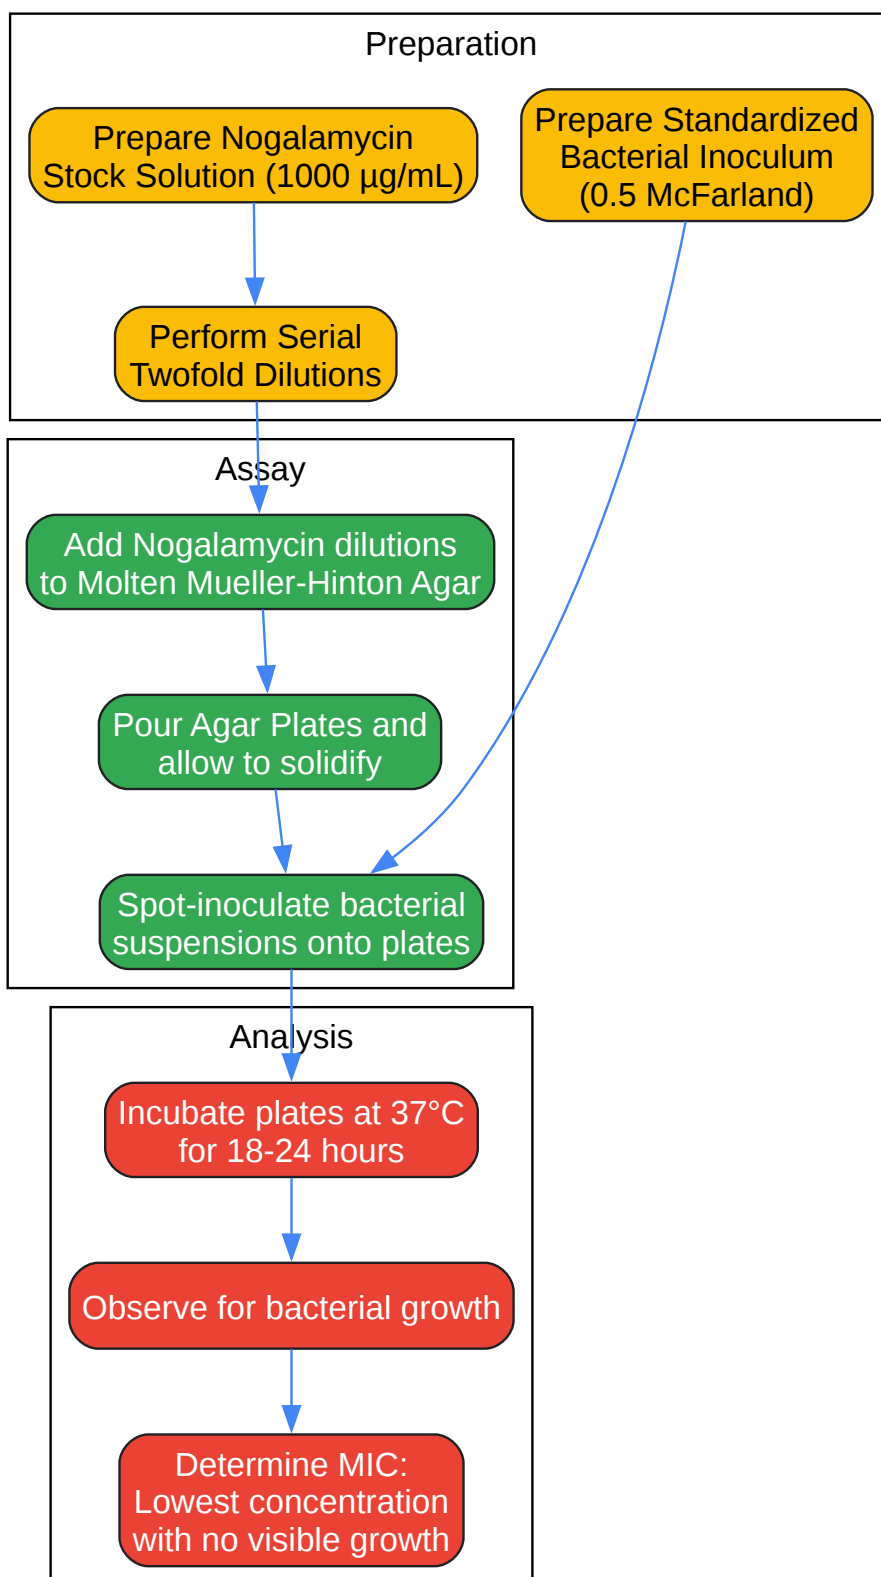 Preparation
Prepare Nogalamycin
Stock Solution (1000 µg/mL)
Prepare Standardized
Bacterial Inoculum
(0.5 McFarland)
Perform Serial
Twofold Dilutions
Assay
Add Nogalamycin dilutions
to Molten Mueller-Hinton Agar
Pour Agar Plates and
allow to solidify
Spot-inoculate bacterial
suspensions onto plates
Analysis
Incubate plates at 37°C
for 18-24 hours
Observe for bacterial growth
Determine MIC:
Lowest concentration
with no visible growth